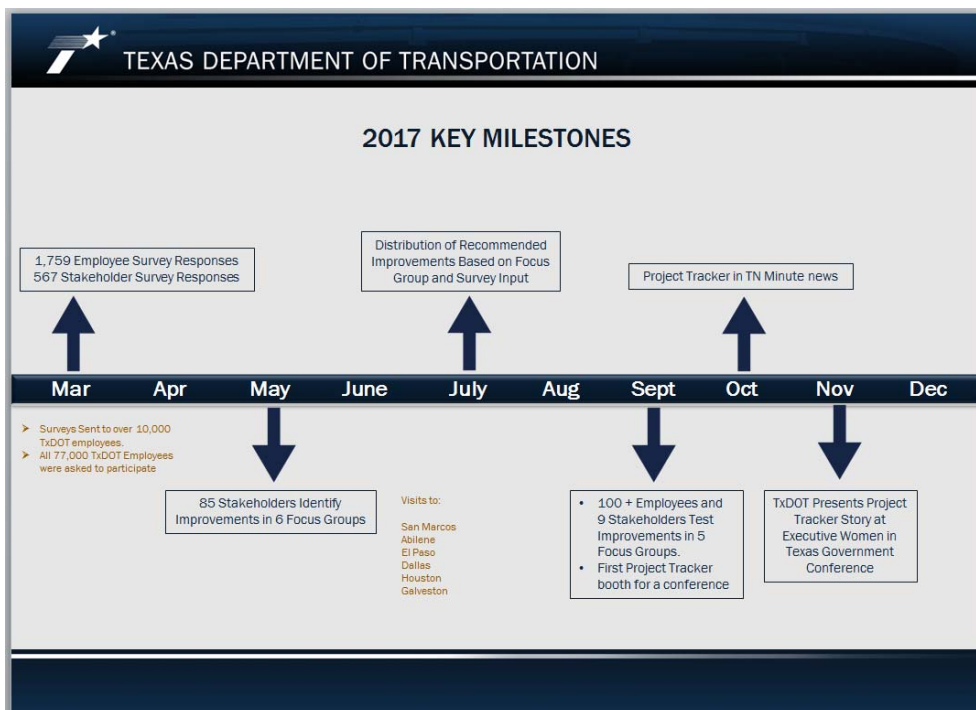 TEXAS DEPARTMENT OF TRANSPORTATION
2017 KEY MILESTONES
1,759 Employee Survey Responses
567 Stakeholder Survey Responses
Distribution of Recommended
Improvements Based on Focus
Group and Survey Input
Project Tracker in TN Minute news
Mar Apr May June July Aug Sept Oct Nov Dec
➤ Surveys Sent to over 10,000
TxDOT employees.
➤ All 77,000 TxDOT Employees
were asked to participate
85 Stakeholders Identify
Improvements in 6 Focus Groups
Visits to:
San Marcos
Abilene
El Paso
Dallas
Houston
Galveston
• 100 + Employees and
9 Stakeholders Test
Improvements in 5
Focus Groups.
• First Project Tracker
booth for a conference
TxDOT Presents Project
Tracker Story at
Executive Women in
Texas Government
Conference